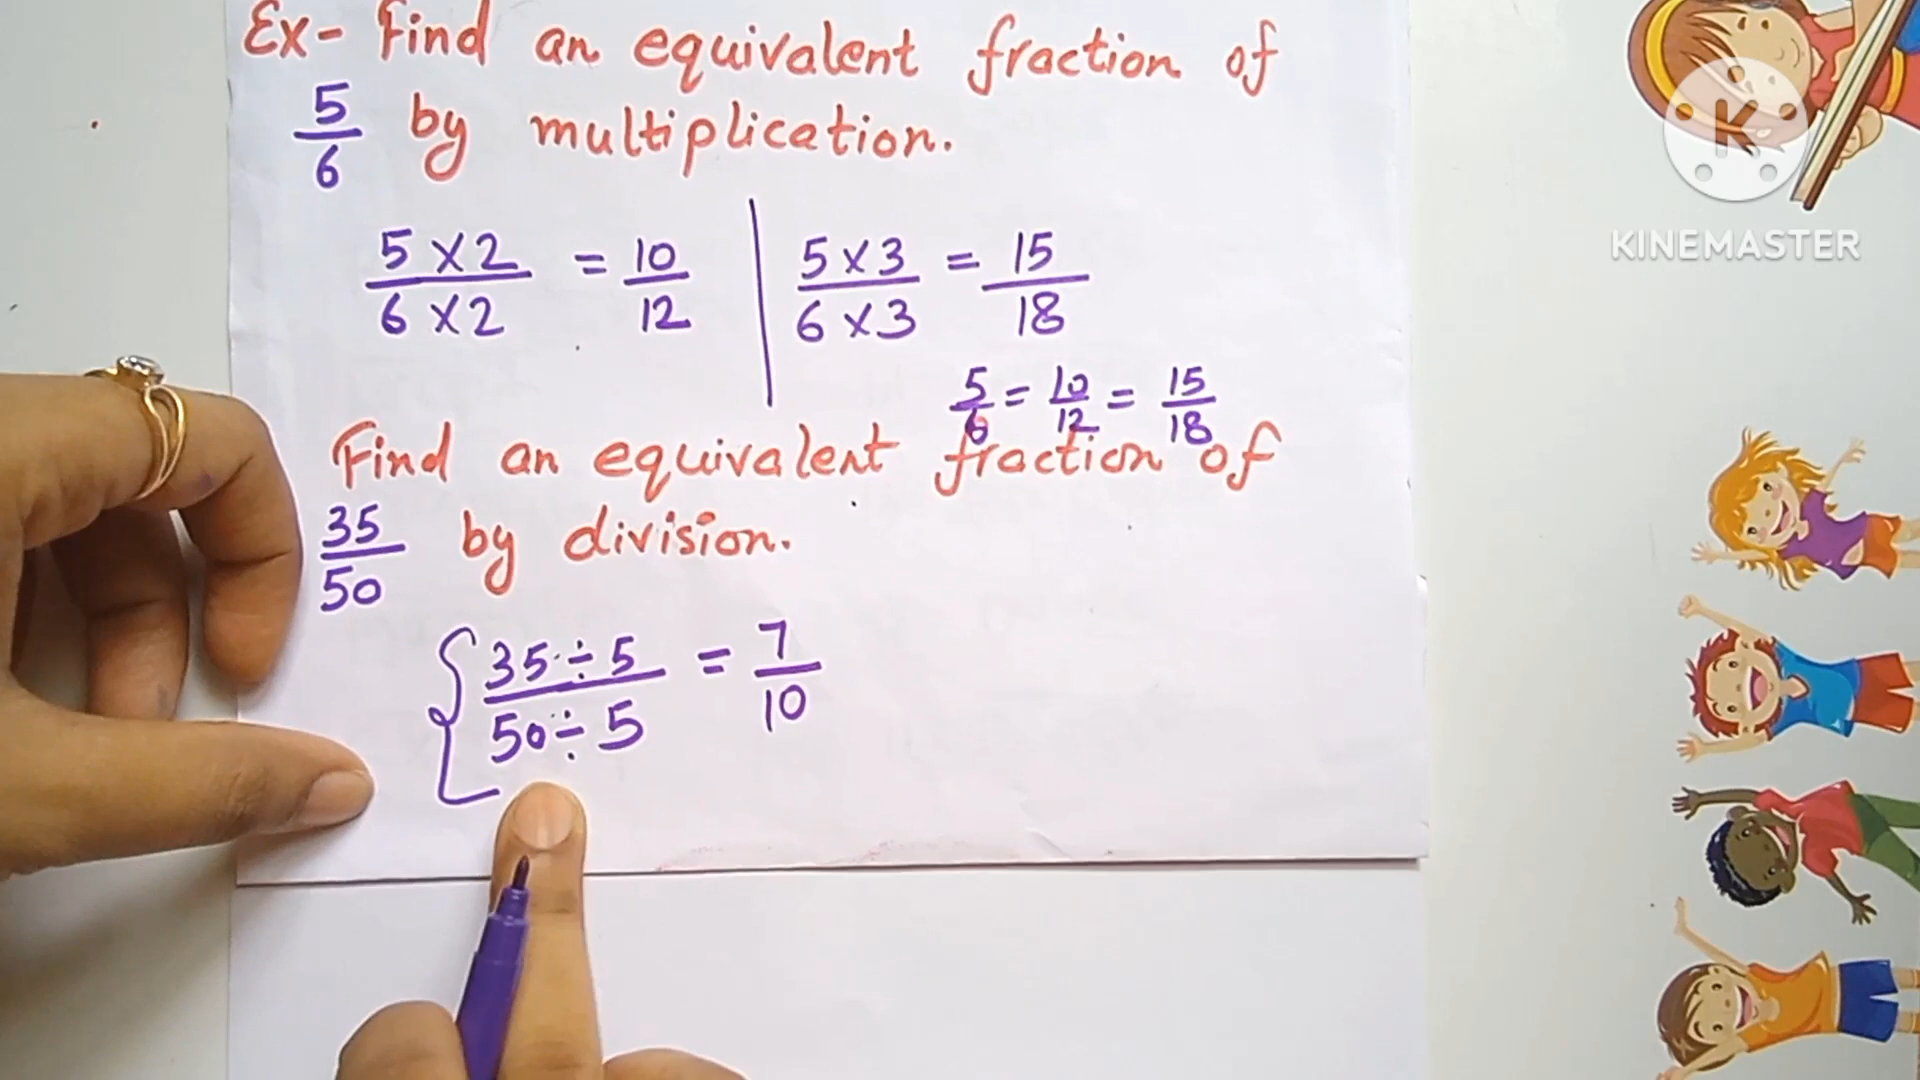 Ex- Find an equivalent fraction of
5/6 by multiplication.
5 × 2 / 6 × 2 = 10/12 | 5 × 3 / 6 × 3 = 15/18
5/6 = 10/12 = 15/18
Find an equivalent fraction of
35/50 by division.
35 ÷ 5 / 50 ÷ 5 = 7/10
K
KINEMASTER